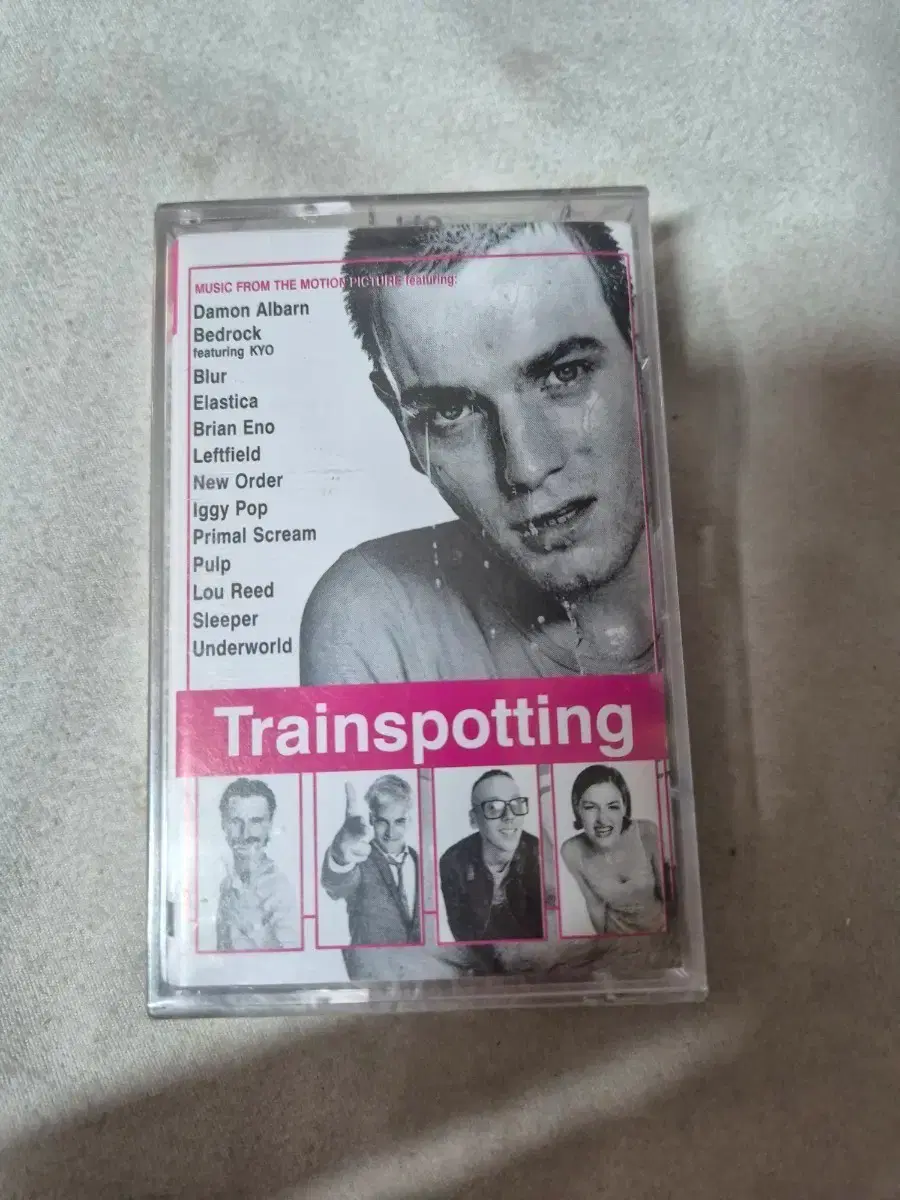 MUSIC FROM THE MOTION PICTURE featuring:
Damon Albarn
Bedrock
featuring KYO
Blur
Elastica
Brian Eno
Leftfield
New Order
Iggy Pop
Primal Scream
Pulp
Lou Reed
Sleeper
Underworld
Trainspotting